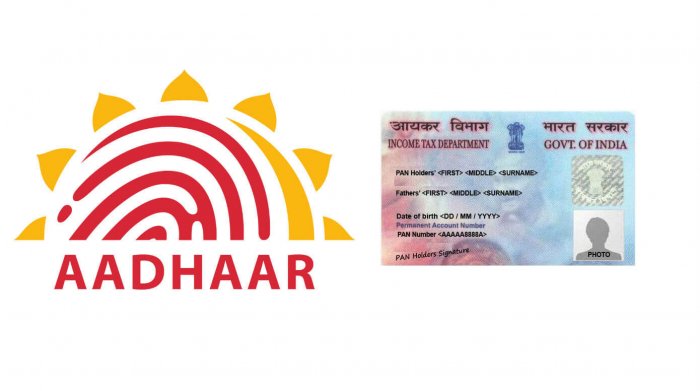 AADHAAR
आयकर विभाग
INCOME TAX DEPARTMENT
भारत सरकार
GOVT. OF INDIA
PAN Holders' <FIRST> <MIDDLE> <SURNAME>
Fathers' <FIRST> <MIDDLE> <SURNAME>
Date of birth <DD / MM / YYYY>
Permanent Account Number
PAN Number <AAAAA8888A>
PAN Holders Signature
PHOTO